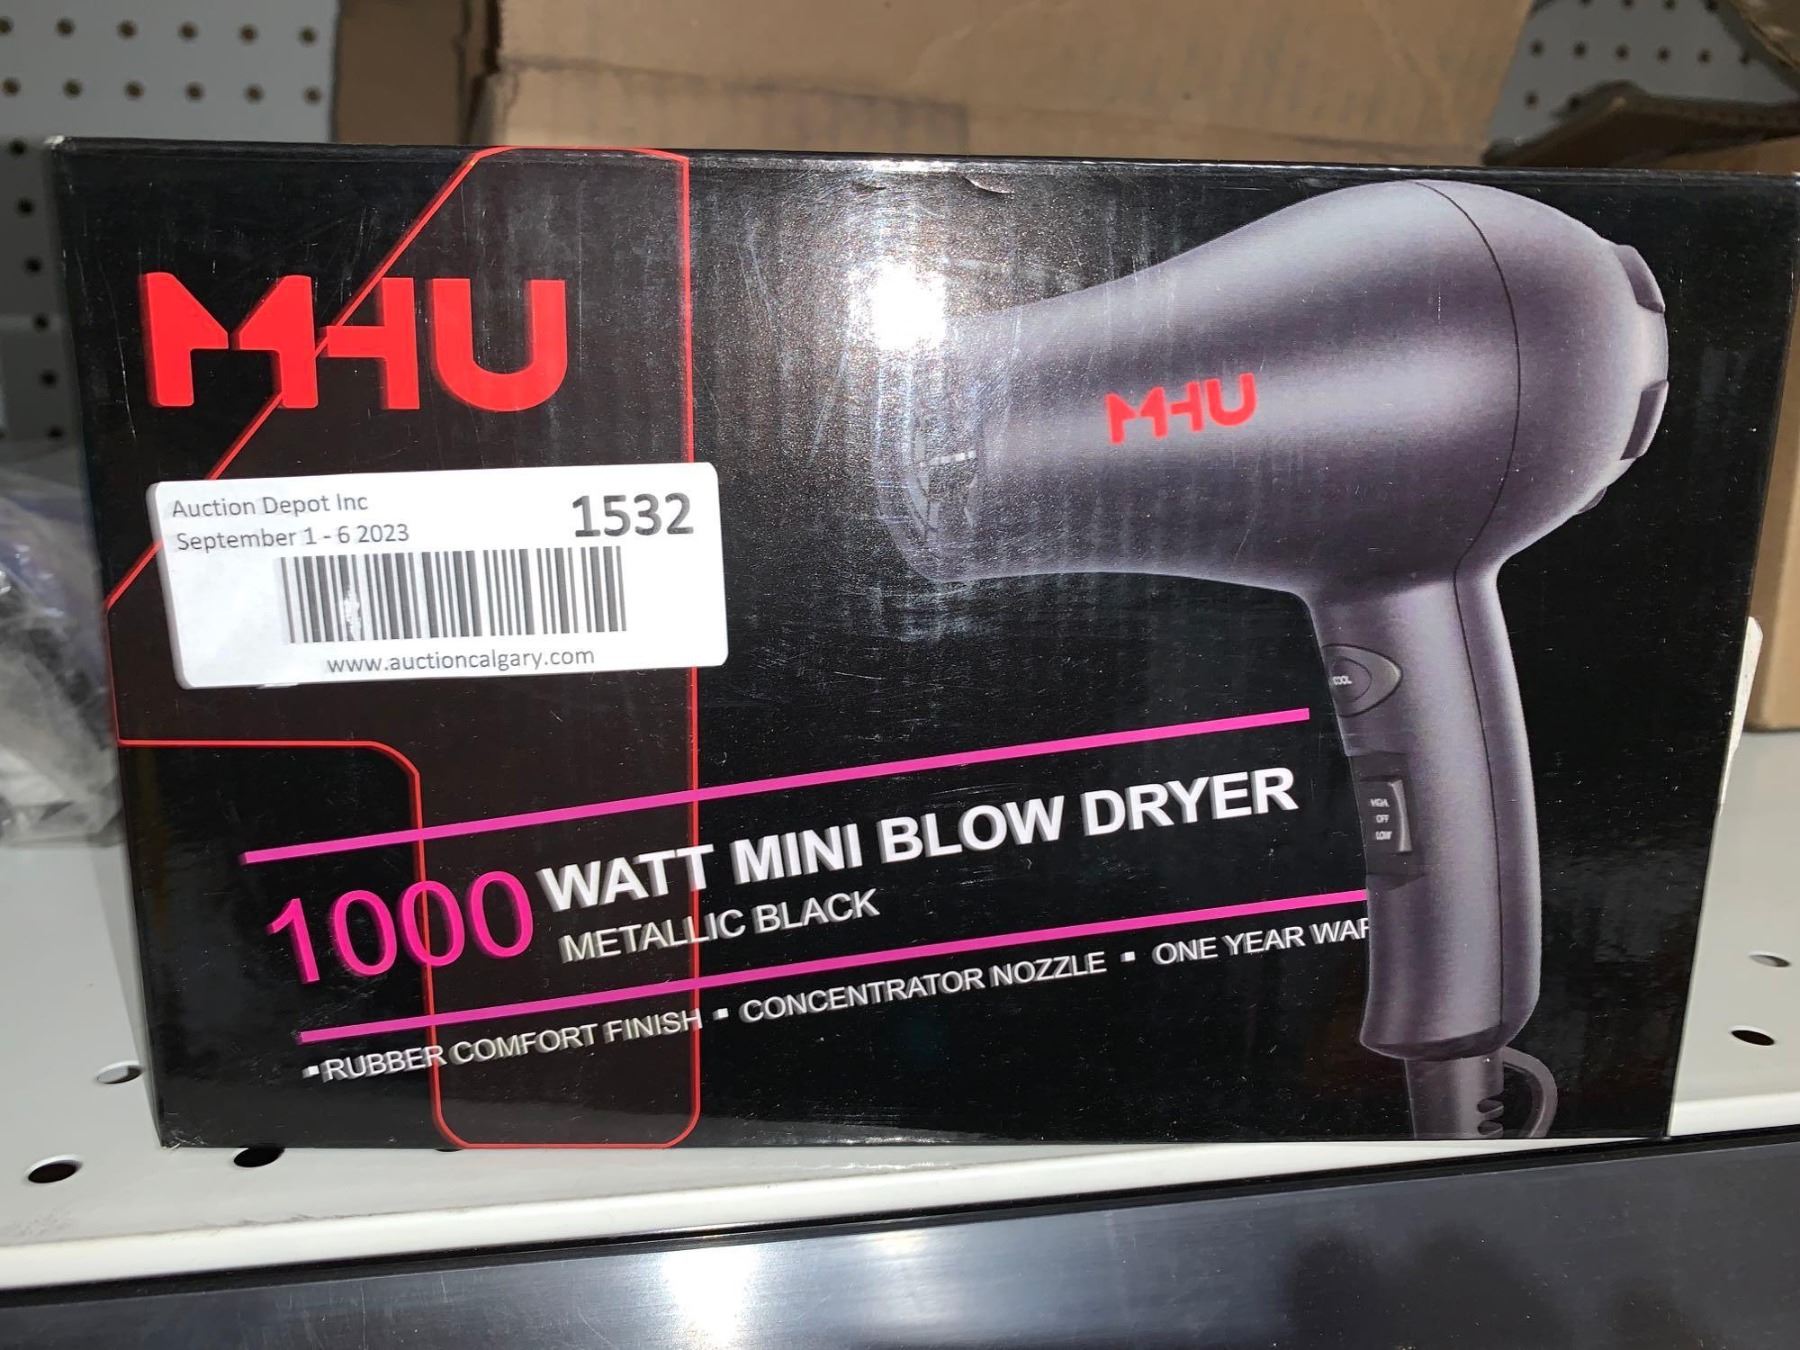 MHU
MHU
Auction Depot Inc
1532
September 1 - 6 2023
www.auctioncalgary.com
COOL
HIGH
OFF
LOW
1000 WATT MINI BLOW DRYER
METALLIC BLACK
▪ RUBBER COMFORT FINISH ▪ CONCENTRATOR NOZZLE ▪ ONE YEAR WAR